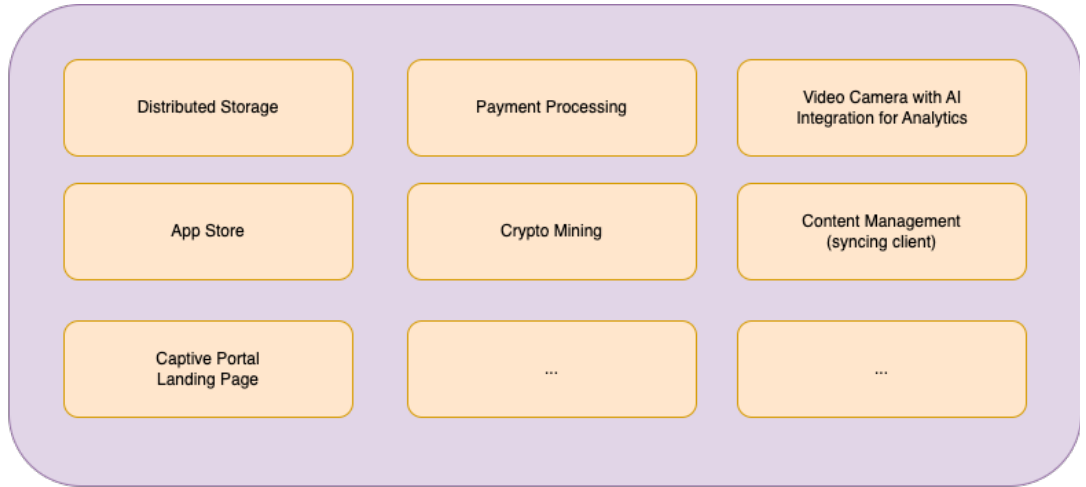 Distributed Storage
Payment Processing
Video Camera with AI
Integration for Analytics
App Store
Crypto Mining
Content Management
(syncing client)
Captive Portal
Landing Page
...
...